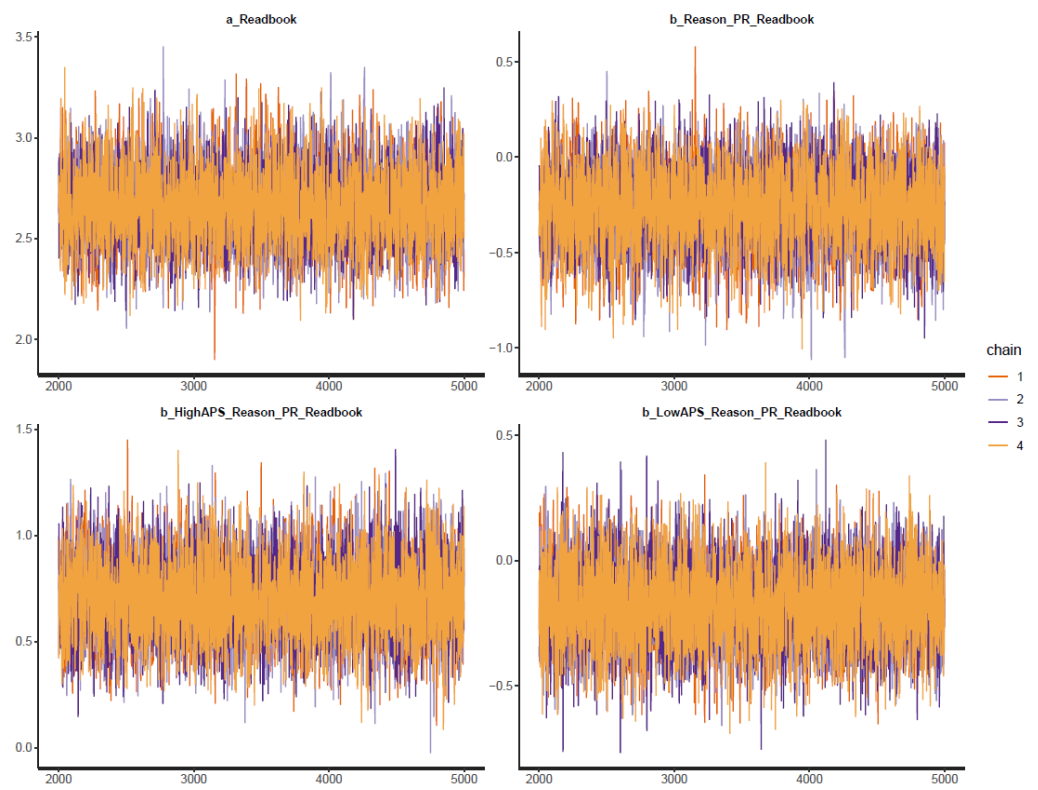 a_Readbook
3.5
3.0
2.5
2.0
2000 3000 4000 5000
b_Reason_PR_Readbook
0.5
0.0
−0.5
−1.0
2000 3000 4000 5000
b_HighAPS_Reason_PR_Readbook
1.5
1.0
0.5
0.0
2000 3000 4000 5000
b_LowAPS_Reason_PR_Readbook
0.5
0.0
−0.5
2000 3000 4000 5000
chain
1
2
3
4